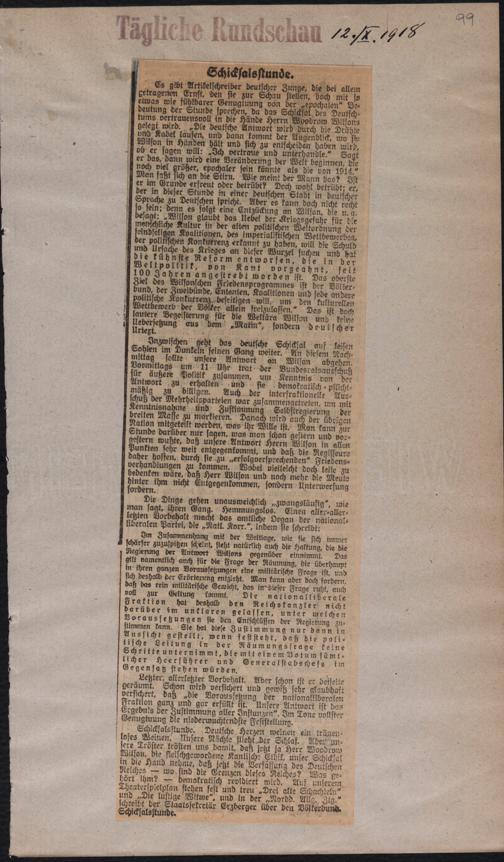 Tägliche Rundschau 12./X. 1918
99
Schicksalsstunde.
Es gibt Artikelschreiber deutscher Zunge, die bei allem
getragenen Ernst, den sie zur Schau stellen, doch mit so
etwas wie fühlbarer Genugtuung von der „epochalen" Be-
deutung der Stunde sprechen, da das Schicksal des Deutsch-
tums vertrauensvoll in die Hände Herrn Woodrow Wilsons
gelegt wird. „Die deutsche Antwort wird durch die Drähte
und Kabel laufen, und dann kommt der Augenblick, wo sie
Wilson in Händen hält und sich zu entscheiden haben wird,
ob er sagen will: „Ich vertraue und unterhandle." Sagt
er das, dann wird eine Veränderung der Welt beginnen, die
noch viel größer, epochaler sein könnte als die von 1914."
Man faßt sich an die Stirn. Wie meint der Mann das? Ist
er im Grunde erfreut oder betrübt? Doch wohl betrübt; er,
der in dieser Stunde in einer deutschen Stadt in deutscher
Sprache zu Deutschen spricht. Aber es kann doch nicht recht
so sein; denn es folgt eine Entzückung an Wilson, die u. a.
besagt: „Wilson glaubt das Uebel der Kriegsgefahr für die
menschliche Kultur in der alten politischen Weltordnung der
feindseligen Koalitionen, des imperialistischen Wettbewerbes,
der politischen Konkurrenz erkannt zu haben, will die Schuld
und Ursache des Krieges an dieser Wurzel suchen und hat
die kühnste Reform entworfen, die in der
Weltpolitik, von Kant vorgeahnt, seit
100 Jahren angestrebt worden ist. Das oberste
Ziel des Wilsonschen Friedensprogrammes ist der Völker-
bund, der Zweibünde, Ententen, Koalitionen und jede andere
politische Konkurrenz beseitigen will, um den kulturellen
Wettbewerb der Völker allein freizulassen." Das ist doch
lautere Begeisterung für die Weltära Wilson und keine
Uebersetzung aus dem „Matin", sondern deutscher
Urtext.
Inzwischen geht das deutsche Schicksal auf leisen
Sohlen im Dunkeln seinen Gang weiter. An diesem Nach-
mittag sollte unsere Antwort an Wilson abgehen.
Vormittags um 11 Uhr trat der Bundesratsausschuß
für äußere Politik zusammen, um Kenntnis von der
Antwort zu erhalten und sie demokratisch-pflicht-
mäßig zu billigen. Auch der interfraktionelle Aus-
schuß der Mehrheitsparteien war zusammengetreten, um mit
Kenntnisnahme und Zustimmung Selbstregierung der
breiten Masse zu markieren. Danach wird auch der übrigen
Nation mitgeteilt werden, was ihr Wille ist. Man kann zur
Stunde darüber nur sagen, was man schon gestern und vor-
gestern wußte, daß unsere Antwort Herrn Wilson in allen
Punkten sehr weit entgegenkommt, und daß die Regisseure
daher hoffen, durch sie zu „erfolgversprechenden" Friedens-
verhandlungen zu kommen. Wobei vielleicht doch leise zu
bedenken wäre, daß Herr Wilson und noch mehr die Meute
hinter ihm nicht Entgegenkommen, sondern Unterwerfung
fordern.
Die Dinge gehen unausweichlich „zwangsläufig", wie
man sagt, ihren Gang. Hemmungslos. Einen aller-aller-
letzten Vorbehalt macht das amtliche Organ der national-
liberalen Partei, die „Natl. Korr.", indem sie schreibt:
Im Zusammenhang mit der Weltlage, wie sie sich immer
schärfer zuzuspitzen scheint, steht natürlich auch die Haltung, die die
Regierung der Antwort Wilsons gegenüber einnimmt. Das
gilt namentlich auch für die Frage der Räumung, die überhaupt
in ihren ganzen Voraussetzungen eine militärische Frage ist, und
sich deshalb der Erörterung entzieht. Man kann aber doch fordern,
daß das rein militärische Gewicht, das in dieser Frage ruht, auch
voll zur Geltung kommt. Die nationalliberale
Fraktion hat deshalb den Reichskanzler nicht
darüber im unklaren gelassen, unter welchen
Voraussetzungen sie den Entschlüssen der Regierung zu-
stimmen kann. Sie hat diese Zustimmung nur dann in
Aussicht gestellt, wenn feststeht, daß die poli-
tische Leitung in der Räumungsfrage keine
Schritte unternimmt, die mit einem Votum sämt-
licher Heerführer und Generalstabschefs im
Gegensatz stehen würden.
Letzter, allerletzter Vorbehalt. Aber schon ist er beiseite
geräumt. Schon wird versichert und gewiß sehr glaubhaft
versichert, daß „die Voraussetzung der nationalliberalen
Fraktion ganz und gar erfüllt ist. Unsere Antwort ist das
Ergebnis der Zustimmung aller Instanzen". Im Tone vollster
Genugtuung die niederwuchtendste Feststellung.
Schicksalsstunde. Deutsche Herzen weinen ein tränen-
loses Weinen. Unsere Nächte flieht der Schlaf. Aber un-
sere Tröster trösten uns damit, daß jetzt ja Herr Woodrow
Wilson, die fleischgewordene Kantische Ethik, unser Schicksal
in die Hand nehme, daß jetzt die Verfassung des Deutschen
Reiches — wo sind die Grenzen dieses Reiches? Was ge-
hört ihm? — demokratisch revidiert wird. Auf unserem
Theaterspielplan stehen fest und treu „Drei alte Schachteln"
und „Die lustige Witwe", und in der „Nordd. Allg. Ztg."
schreibt der Staatssekretär Erzberger über den Völkerbund.
Schicksalsstunde.